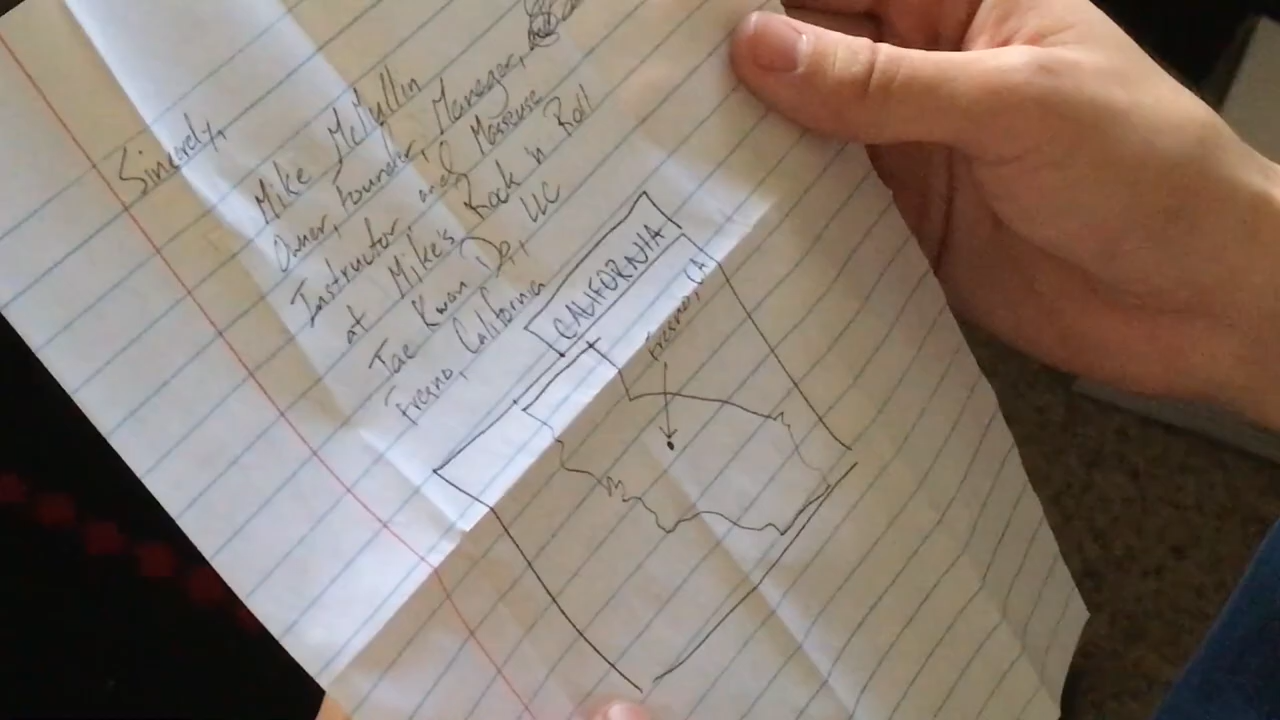 Sincerely,
Mike McMullin
Owner, Founder, Maneger,
Instructor, and Masseuse
at Mike's Rock 'n Roll
Tae Kwon Do, LLC
Fresno, California
CALIFORNIA
Fresno, CA